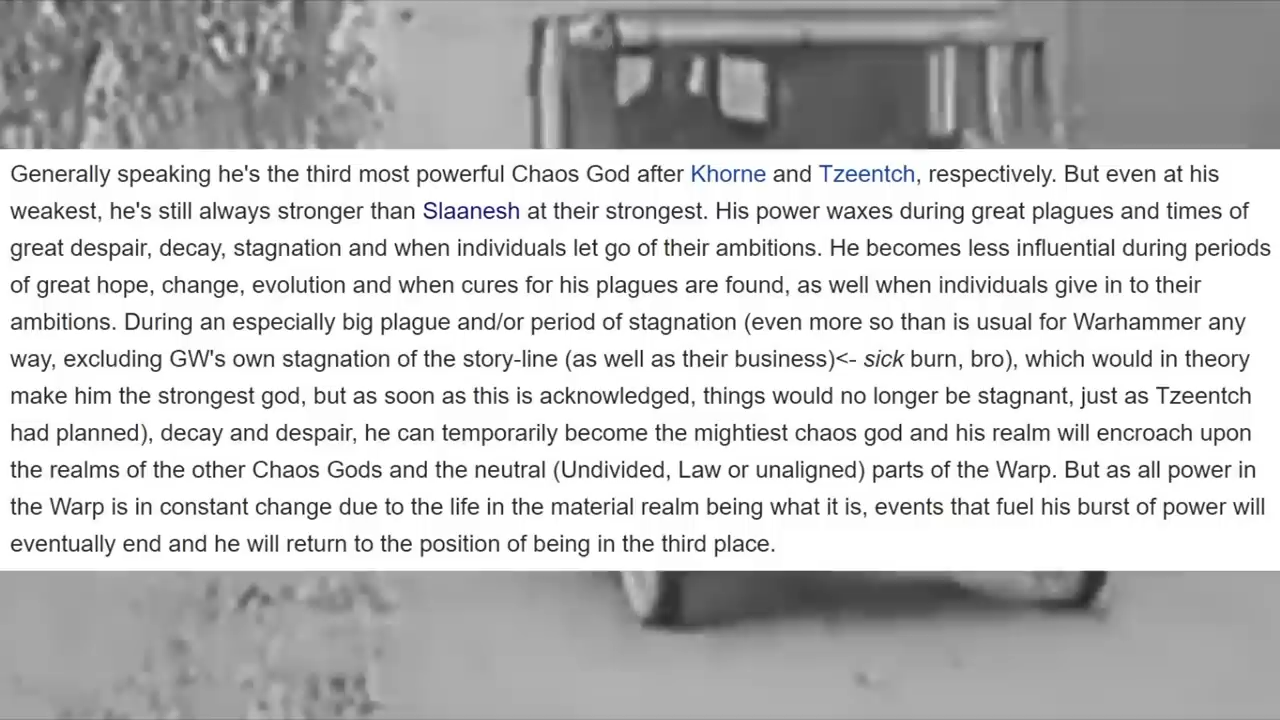 Generally speaking he's the third most powerful Chaos God after Khorne and Tzeentch, respectively. But even at his
weakest, he's still always stronger than Slaanesh at their strongest. His power waxes during great plagues and times of
great despair, decay, stagnation and when individuals let go of their ambitions. He becomes less influential during periods
of great hope, change, evolution and when cures for his plagues are found, as well when individuals give in to their
ambitions. During an especially big plague and/or period of stagnation (even more so than is usual for Warhammer any
way, excluding GW's own stagnation of the story-line (as well as their business)<- sick burn, bro), which would in theory
make him the strongest god, but as soon as this is acknowledged, things would no longer be stagnant, just as Tzeentch
had planned), decay and despair, he can temporarily become the mightiest chaos god and his realm will encroach upon
the realms of the other Chaos Gods and the neutral (Undivided, Law or unaligned) parts of the Warp. But as all power in
the Warp is in constant change due to the life in the material realm being what it is, events that fuel his burst of power will
eventually end and he will return to the position of being in the third place.